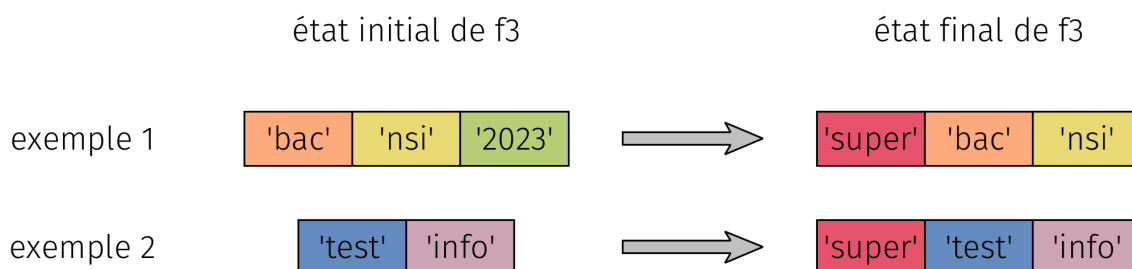 état initial de f3 état final de f3
exemple 1 'bac' 'nsi' '2023' 'super' 'bac' 'nsi'
exemple 2 'test' 'info' 'super' 'test' 'info'